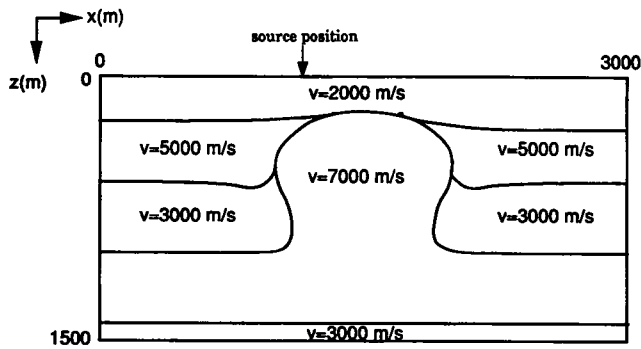 x(m)
source position
0
3000
0
z(m)
v=2000 m/s
v=5000 m/s
v=5000 m/s
v=7000 m/s
v=3000 m/s
v=3000 m/s
1500
v=3000 m/s